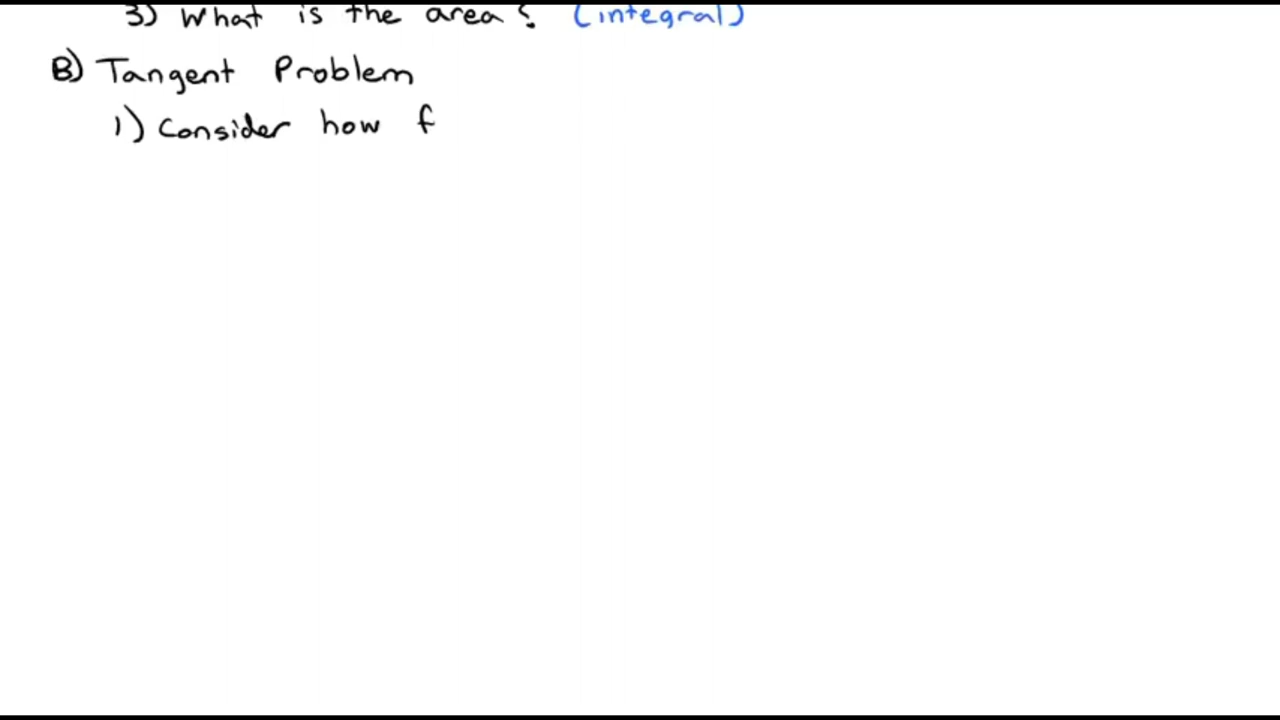 3) What is the area? (integral)
B) Tangent Problem
1) Consider how f